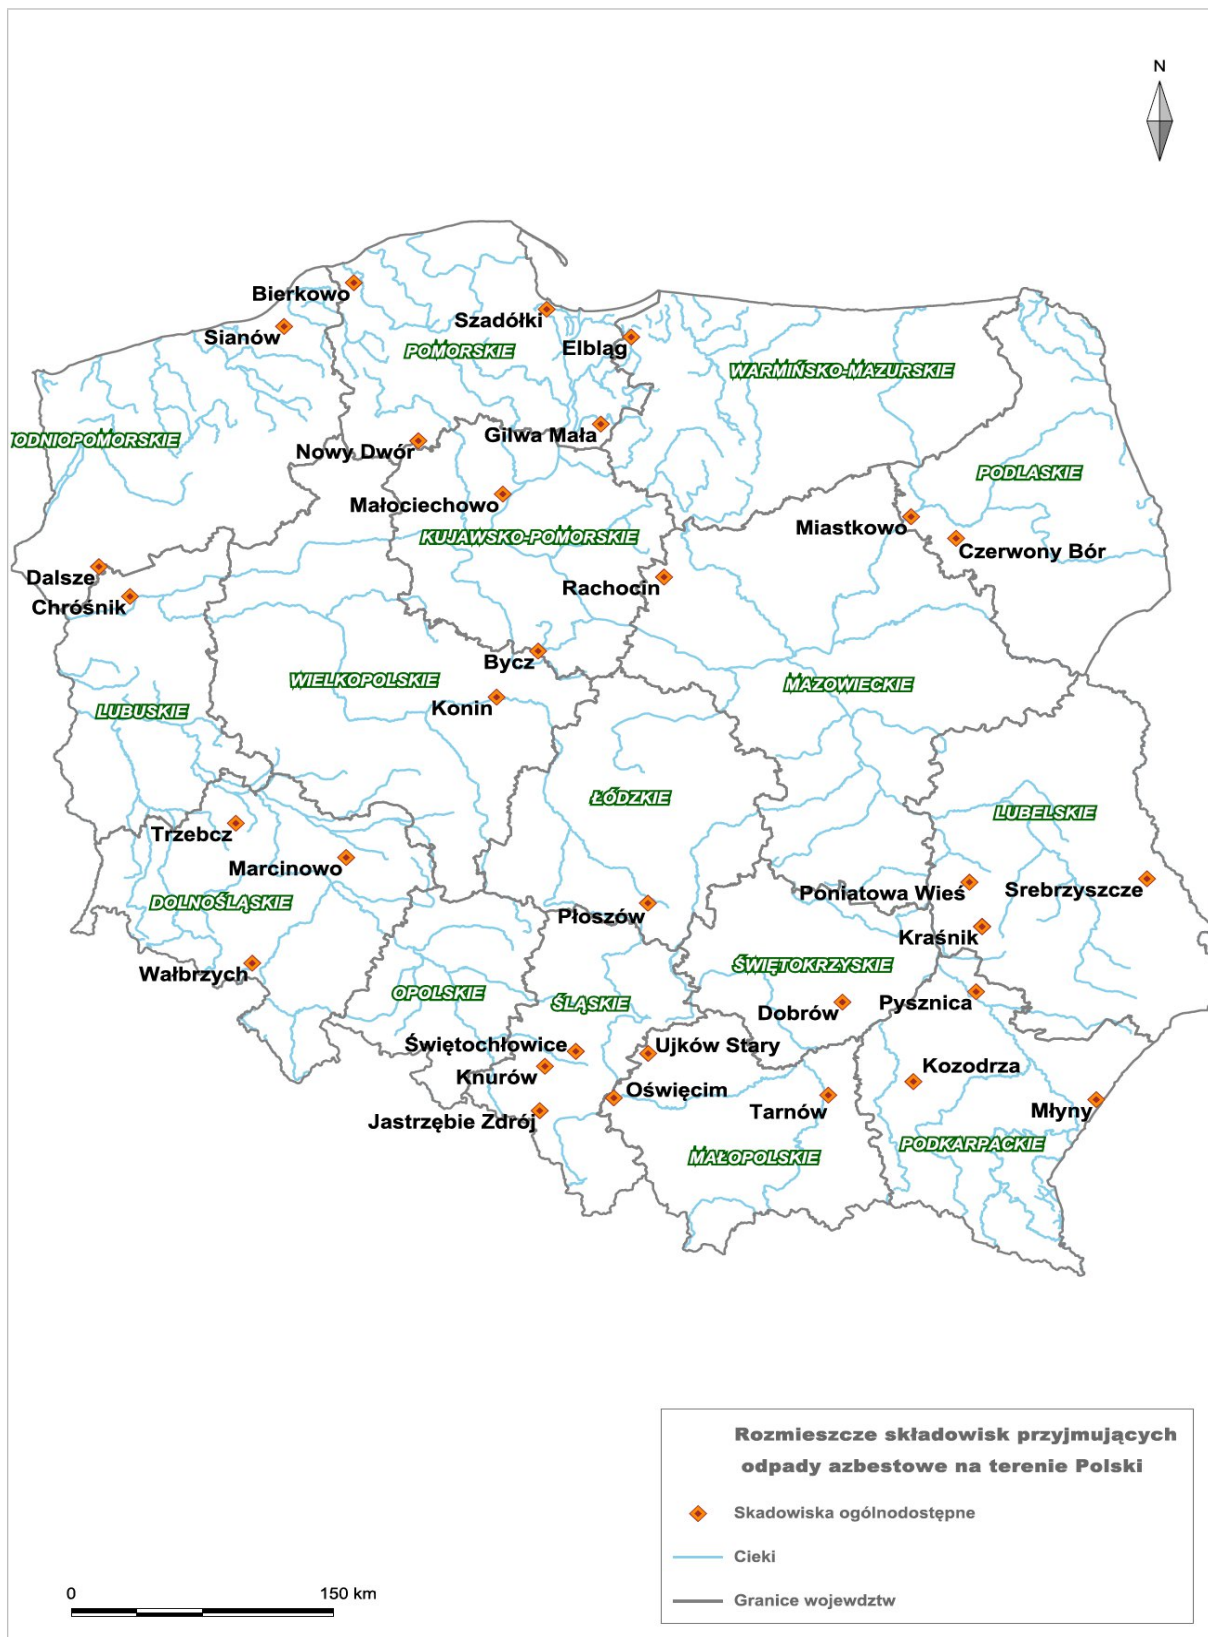 N
Bierkowo
Sianów
Szadółki
POMORSKIE
Elbląg
WARMIŃSKO-MAZURSKIE
ODNIOPOMORSKIE
Nowy Dwór
Gilwa Mała
PODLASKIE
Małociechowo
KUJAWSKO-POMORSKIE
Miastkowo
Czerwony Bór
Dalsze
Chróśnik
Rachocin
Bycz
WIELKOPOLSKIE
MAZOWIECKIE
Konin
LUBUSKIE
ŁÓDZKIE
LUBELSKIE
Trzebcz
Marcinowo
DOLNOŚLĄSKIE
Poniatowa Wieś
Srebrzyszcze
Płoszów
Kraśnik
Wałbrzych
ŚWIĘTOKRZYSKIE
OPOLSKIE
ŚLĄSKIE
Dobrów
Pysznica
Świętochłowice
Ujków Stary
Knurów
Kozodrza
Oświęcim
Jastrzębie Zdrój
Tarnów
Młyny
MAŁOPOLSKIE
PODKARPACKIE
Rozmieszcze składowisk przyjmujących
odpady azbestowe na terenie Polski
Skadowiska ogólnodostępne
Cieki
Granice wojewdztw
0 150 km